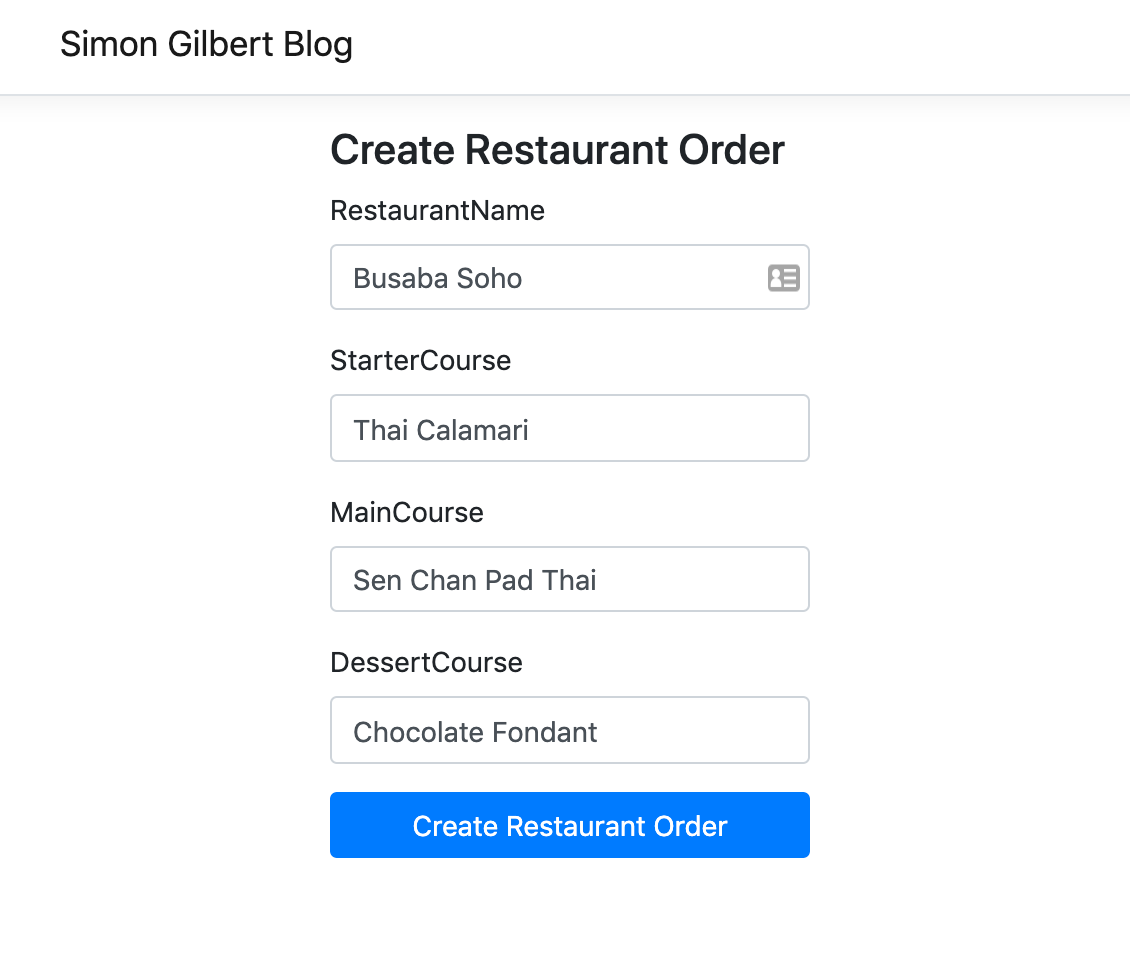 Simon Gilbert Blog
Create Restaurant Order
RestaurantName
Busaba Soho
StarterCourse
Thai Calamari
MainCourse
Sen Chan Pad Thai
DessertCourse
Chocolate Fondant
Create Restaurant Order